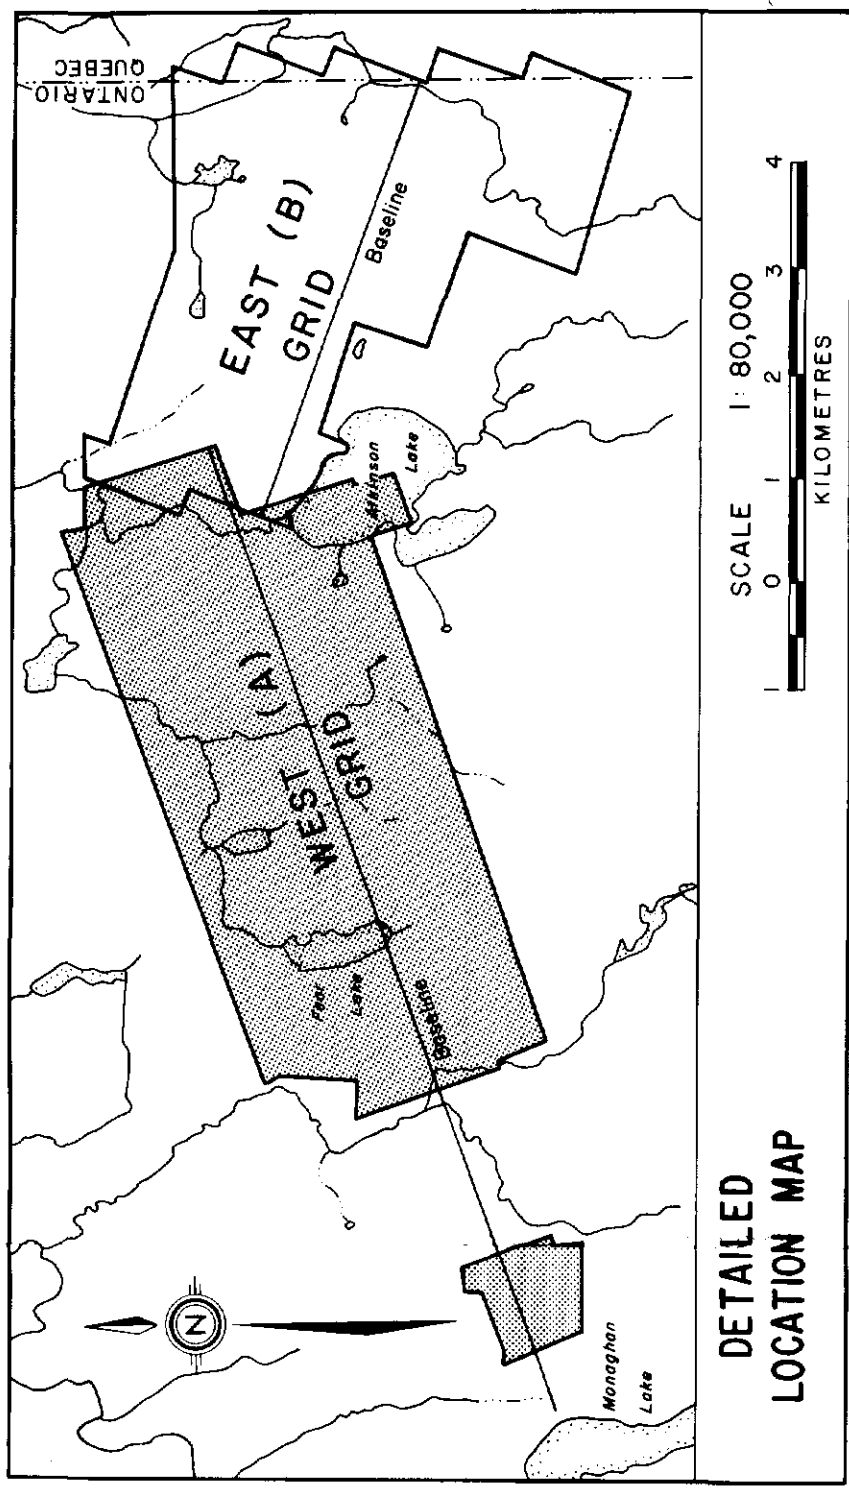 QUEBEC
ONTARIO
EAST (B)
GRID
Baseline
Atkinson
Lake
WEST (A)
GRID
Fear
Lake
Baseline
N
Monaghan
Lake
DETAILED
LOCATION MAP
SCALE 1:80,000
1 0 1 2 3 4
KILOMETRES